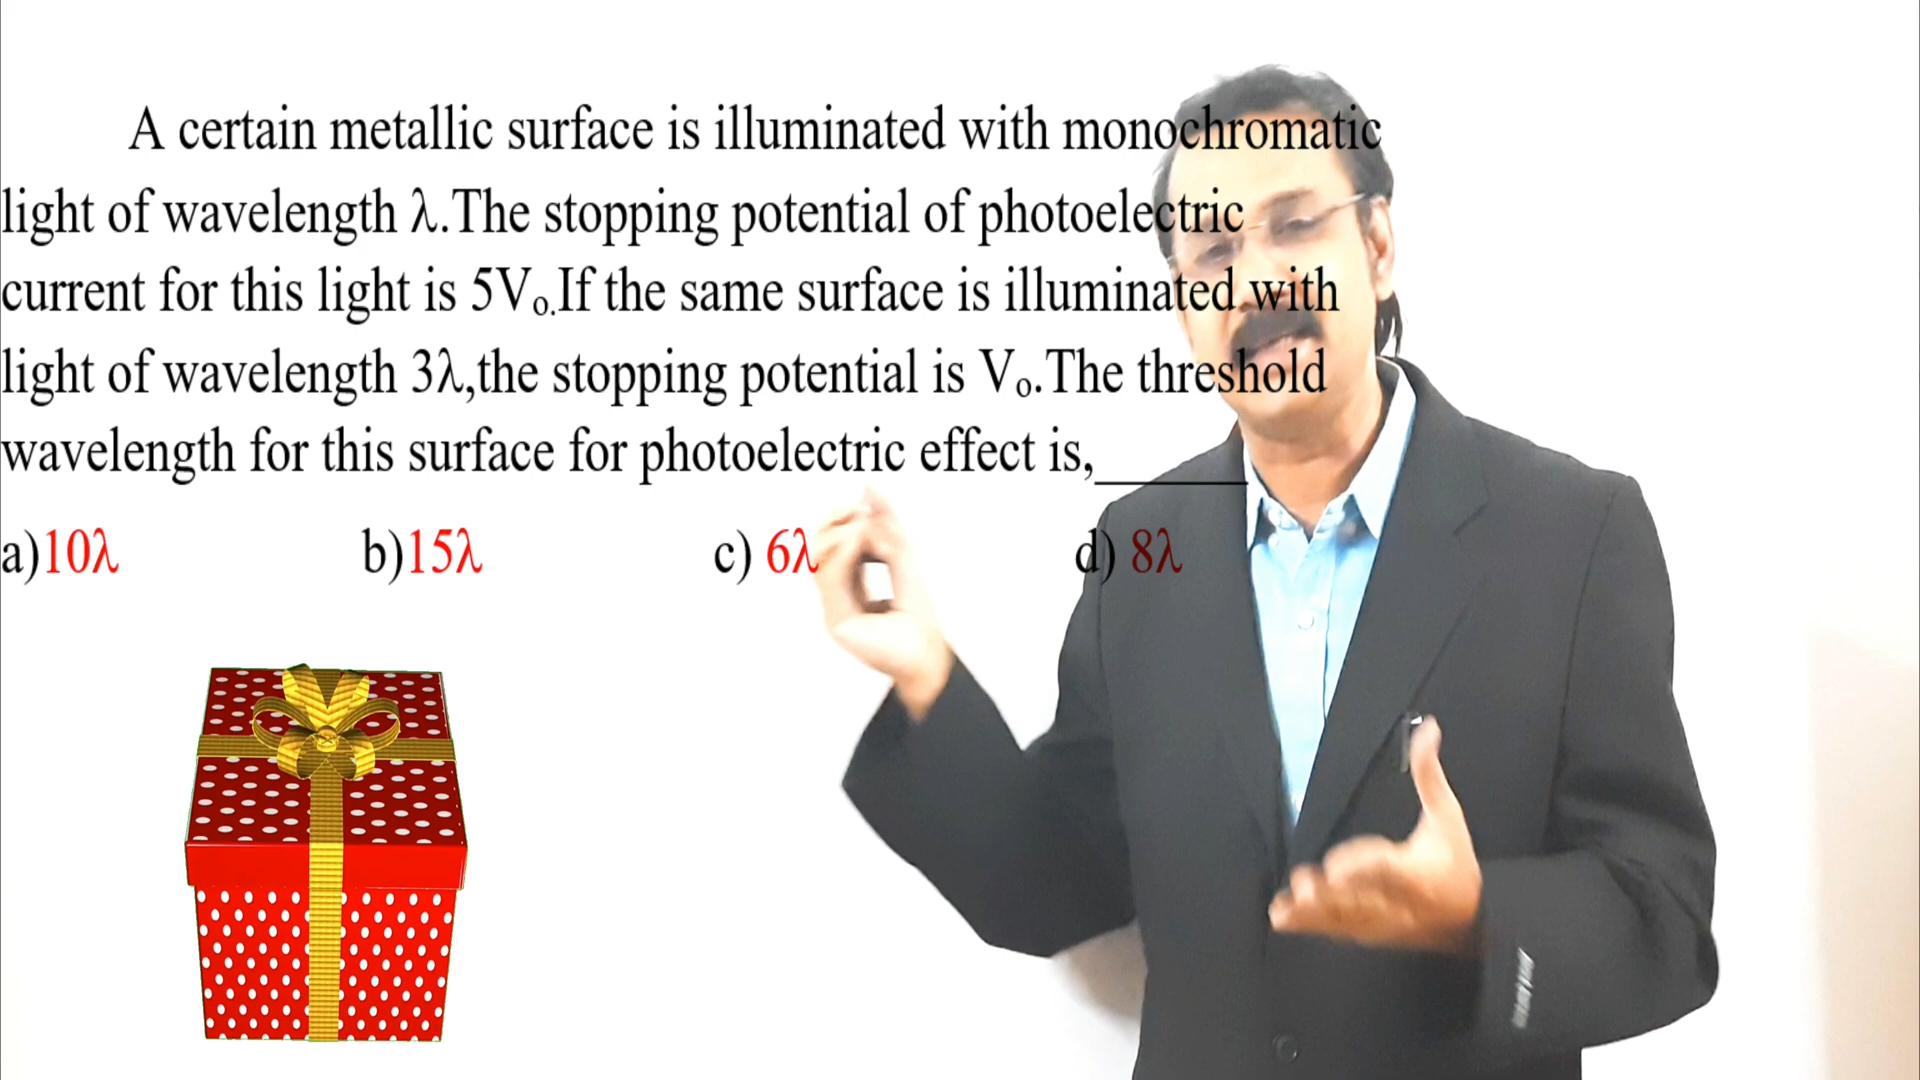 A certain metallic surface is illuminated with monochromatic
light of wavelength λ.The stopping potential of photoelectric
current for this light is 5Vₒ.If the same surface is illuminated with
light of wavelength 3λ,the stopping potential is Vₒ.The threshold
wavelength for this surface for photoelectric effect is,______
a)10λ b)15λ c) 6λ d) 8λ